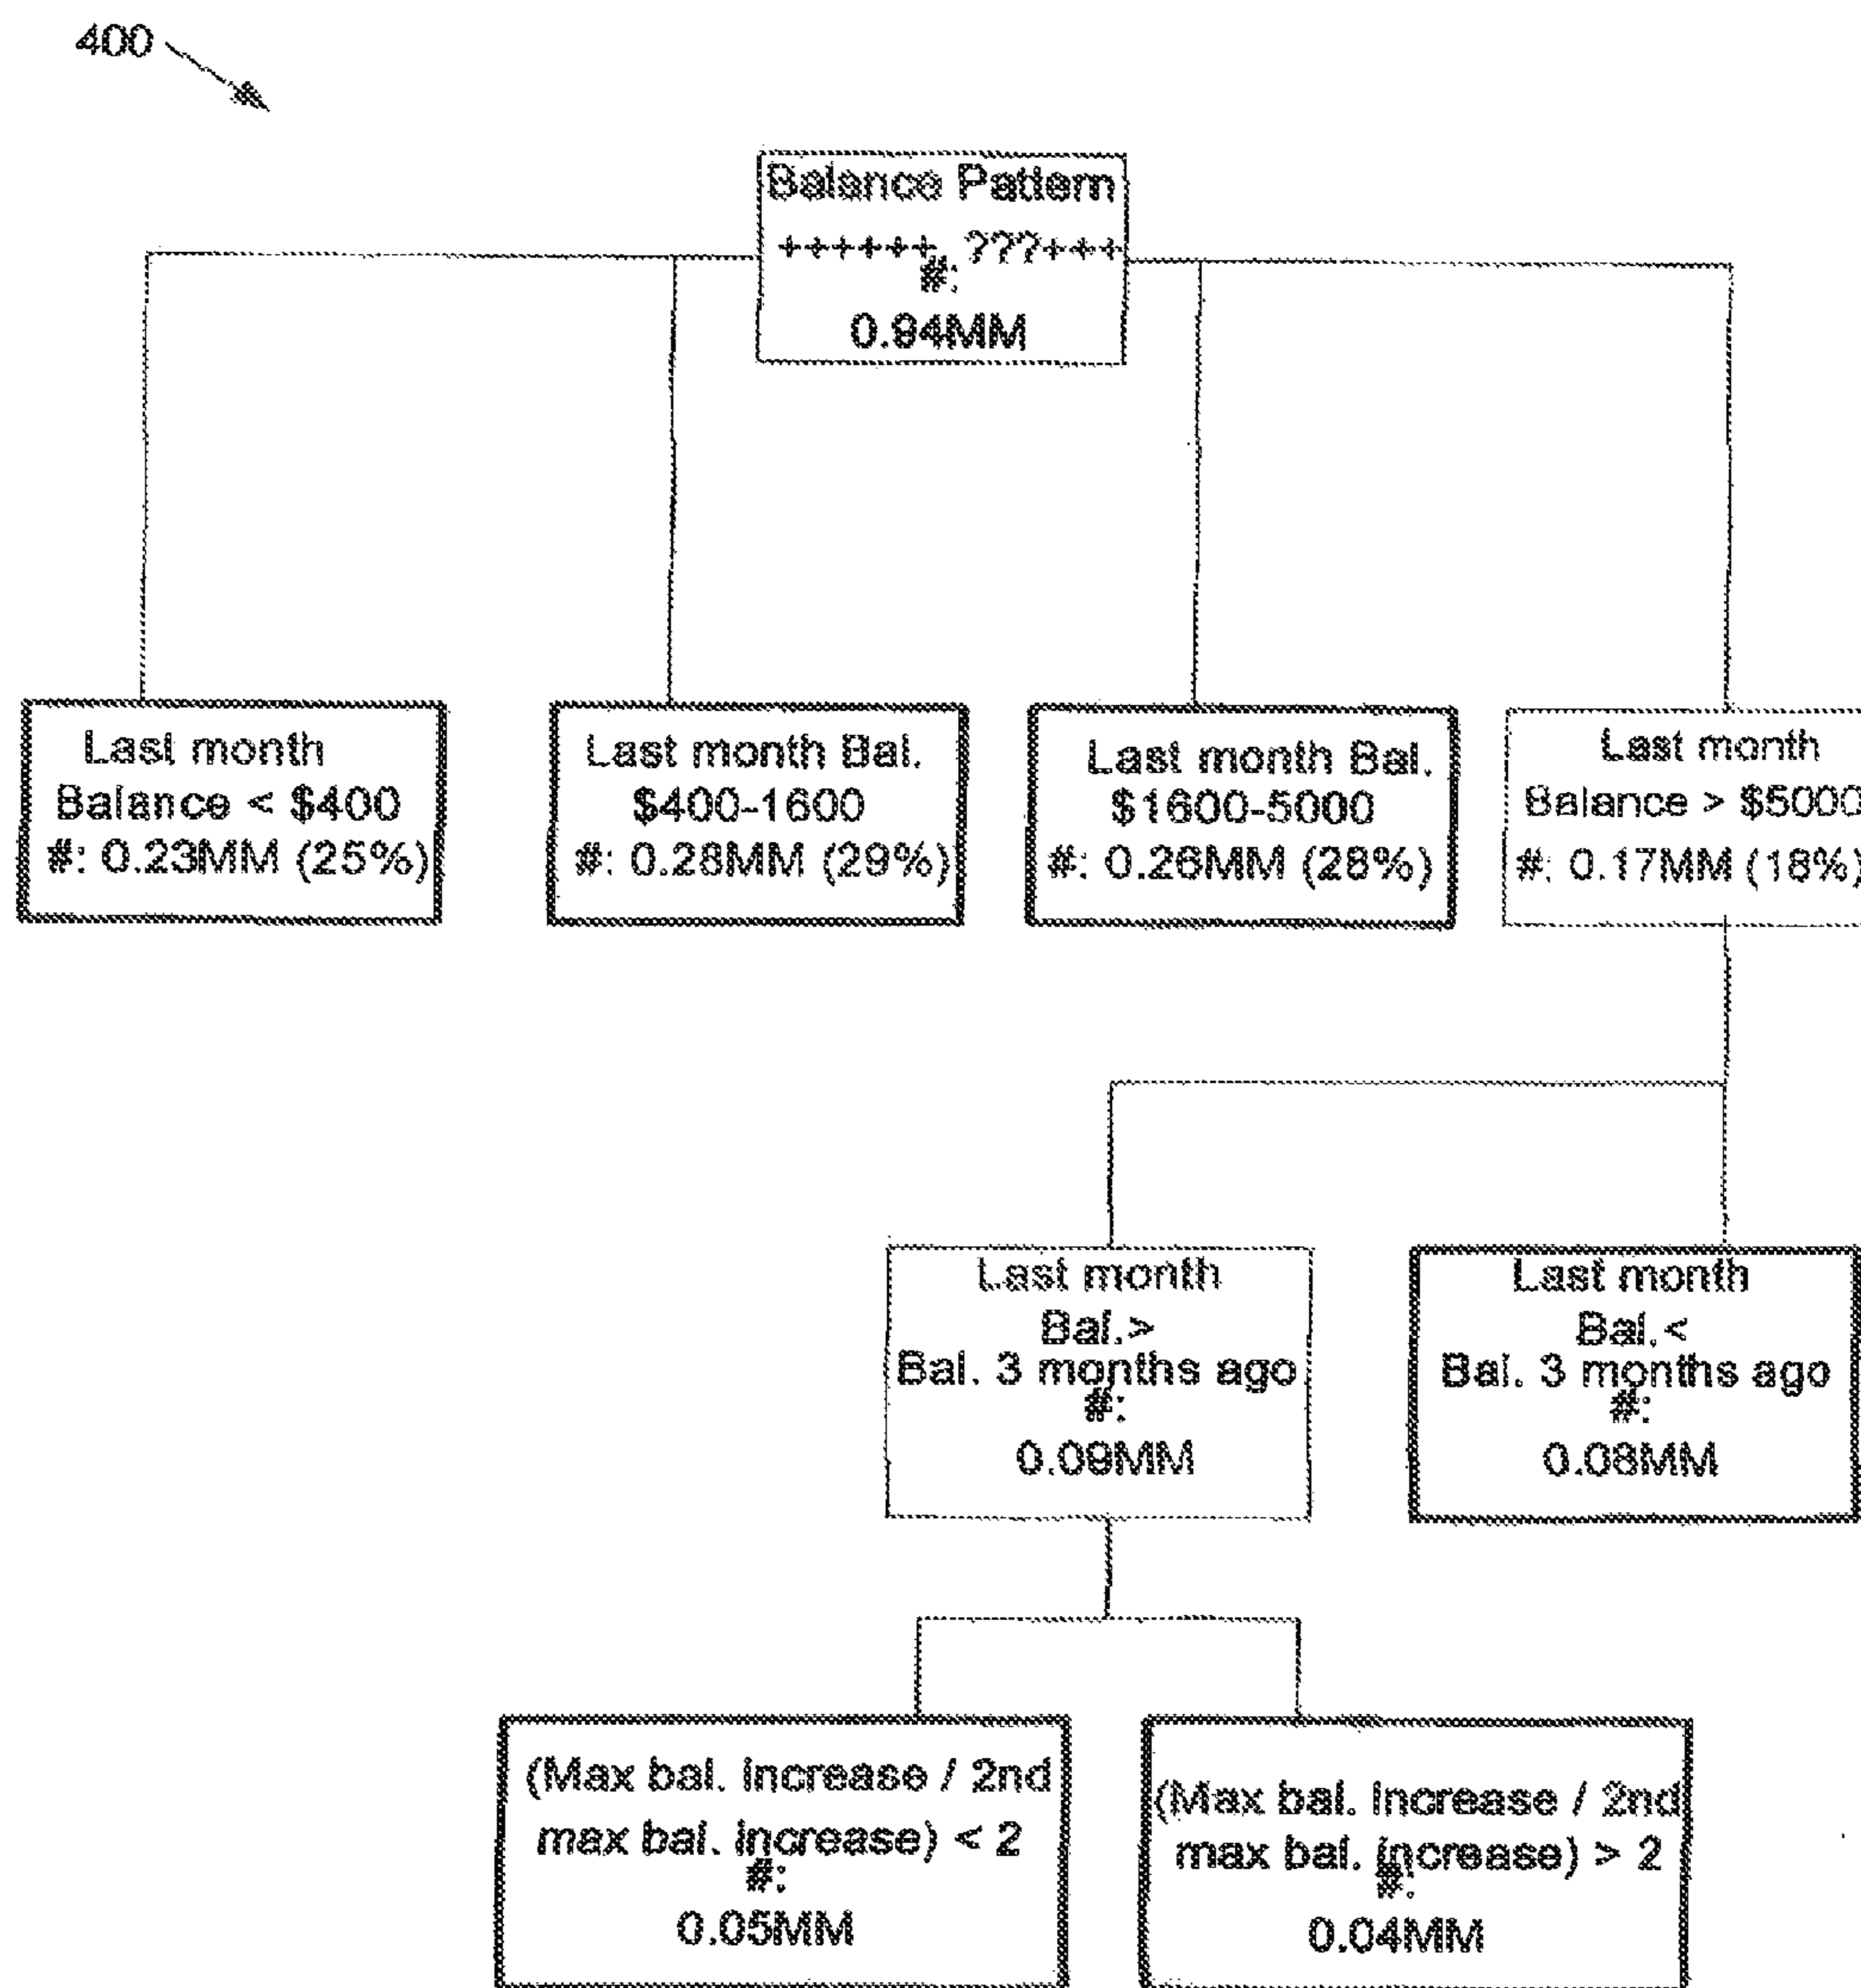 400
Balance Pattern
++++++, ???+++
#:
0.94MM
Last month
Balance < $400
#: 0.23MM (25%)
Last month Bal.
$400-1600
#: 0.28MM (29%)
Last month Bal.
$1600-5000
#: 0.26MM (28%)
Last month
Balance > $5000
#: 0.17MM (18%)
Last month
Bal.>
Bal. 3 months ago
#:
0.09MM
Last month
Bal.<
Bal. 3 months ago
#:
0.08MM
(Max bal. increase / 2nd
max bal. increase) < 2
#:
0.05MM
(Max bal. increase / 2nd
max bal. increase) > 2
#:
0.04MM